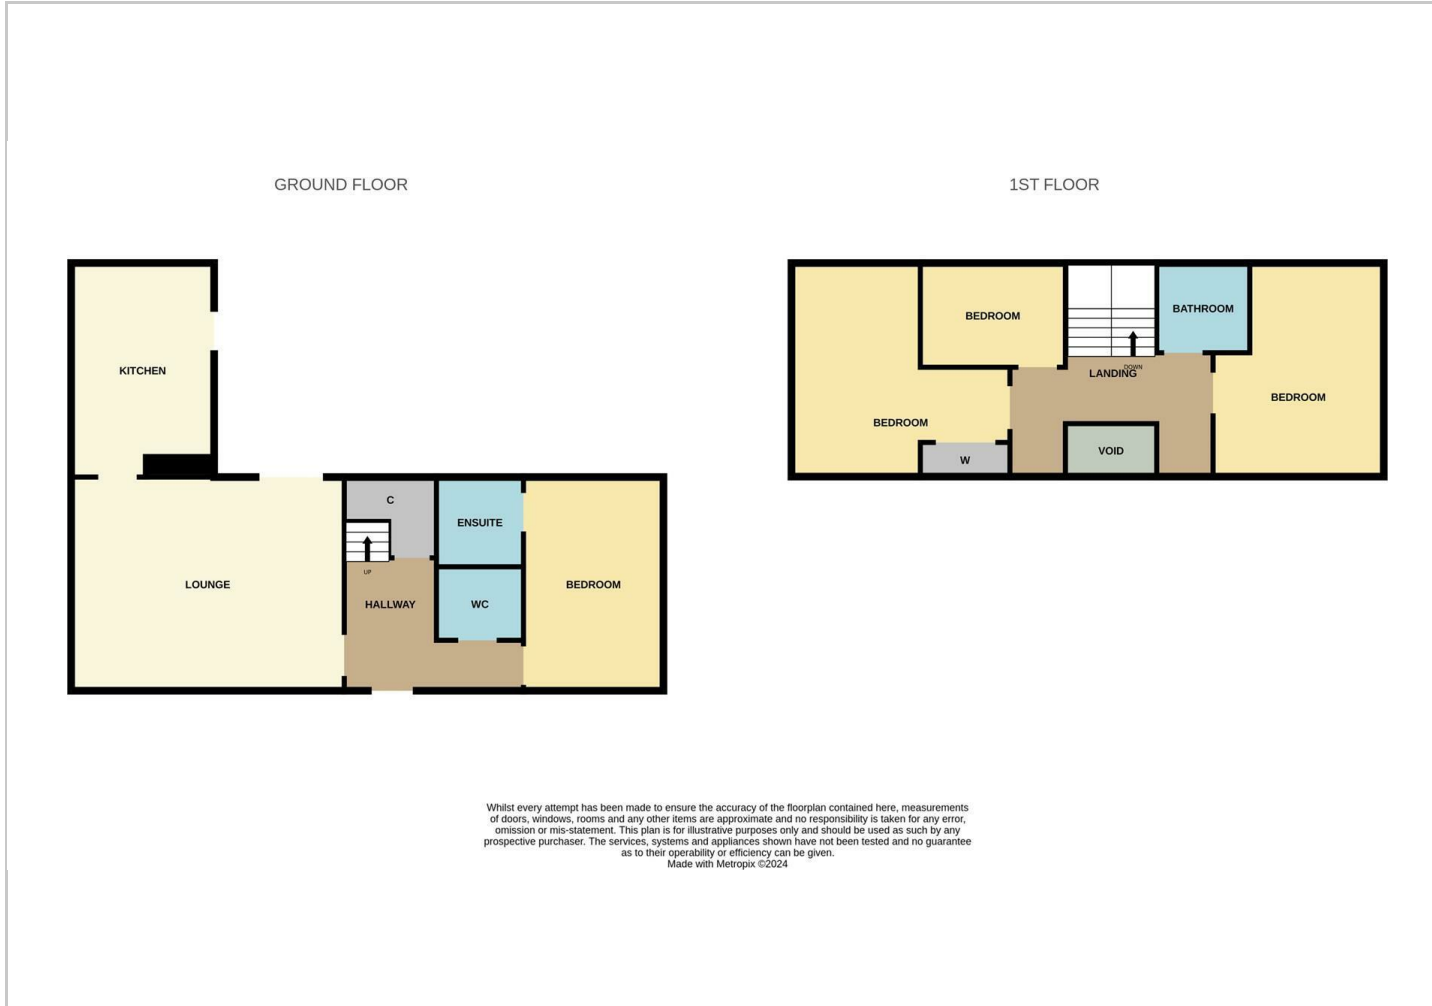 GROUND FLOOR
KITCHEN
LOUNGE
C
UP
HALLWAY
ENSUITE
WC
BEDROOM
1ST FLOOR
BEDROOM
BEDROOM
W
DOWN
LANDING
VOID
BATHROOM
BEDROOM
Whilst every attempt has been made to ensure the accuracy of the floorplan contained here, measurements
of doors, windows, rooms and any other items are approximate and no responsibility is taken for any error,
omission or mis-statement. This plan is for illustrative purposes only and should be used as such by any
prospective purchaser. The services, systems and appliances shown have not been tested and no guarantee
as to their operability or efficiency can be given.
Made with Metropix ©2024